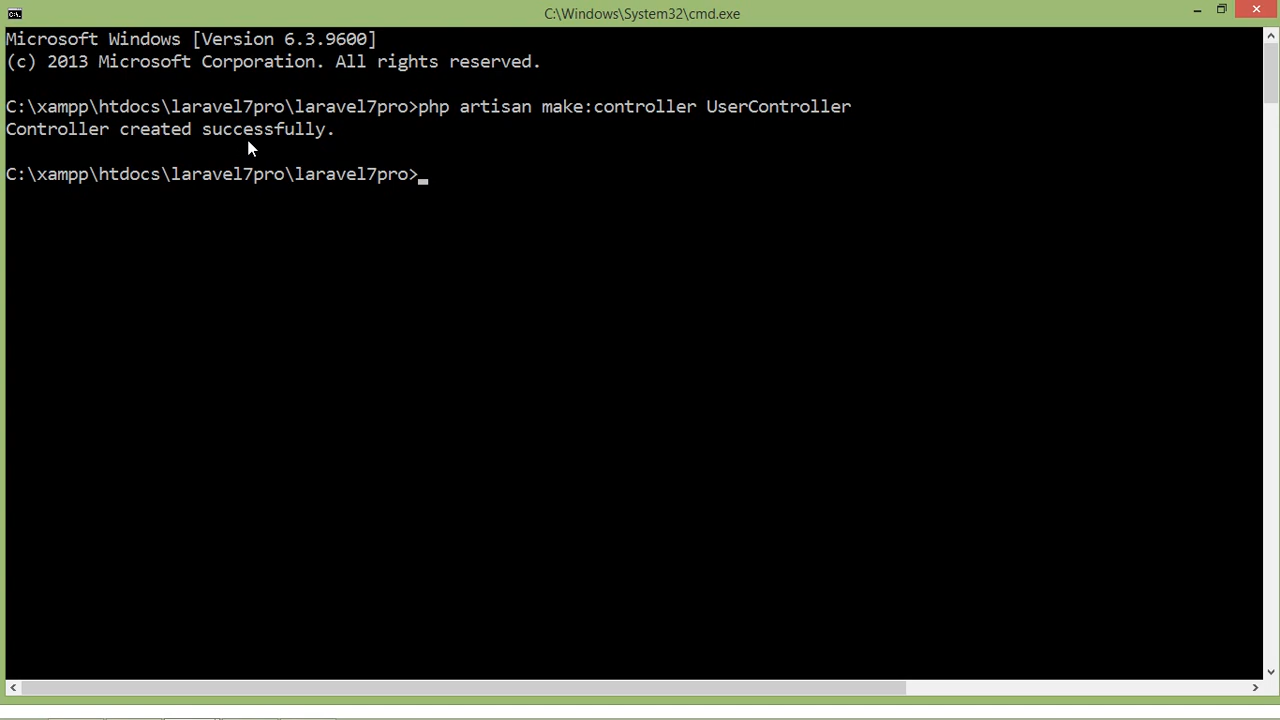 C:\Windows\System32\cmd.exe
Microsoft Windows [Version 6.3.9600]
(c) 2013 Microsoft Corporation. All rights reserved.
C:\xampp\htdocs\laravel7pro\laravel7pro>php artisan make:controller UserController
Controller created successfully.
C:\xampp\htdocs\laravel7pro\laravel7pro>_